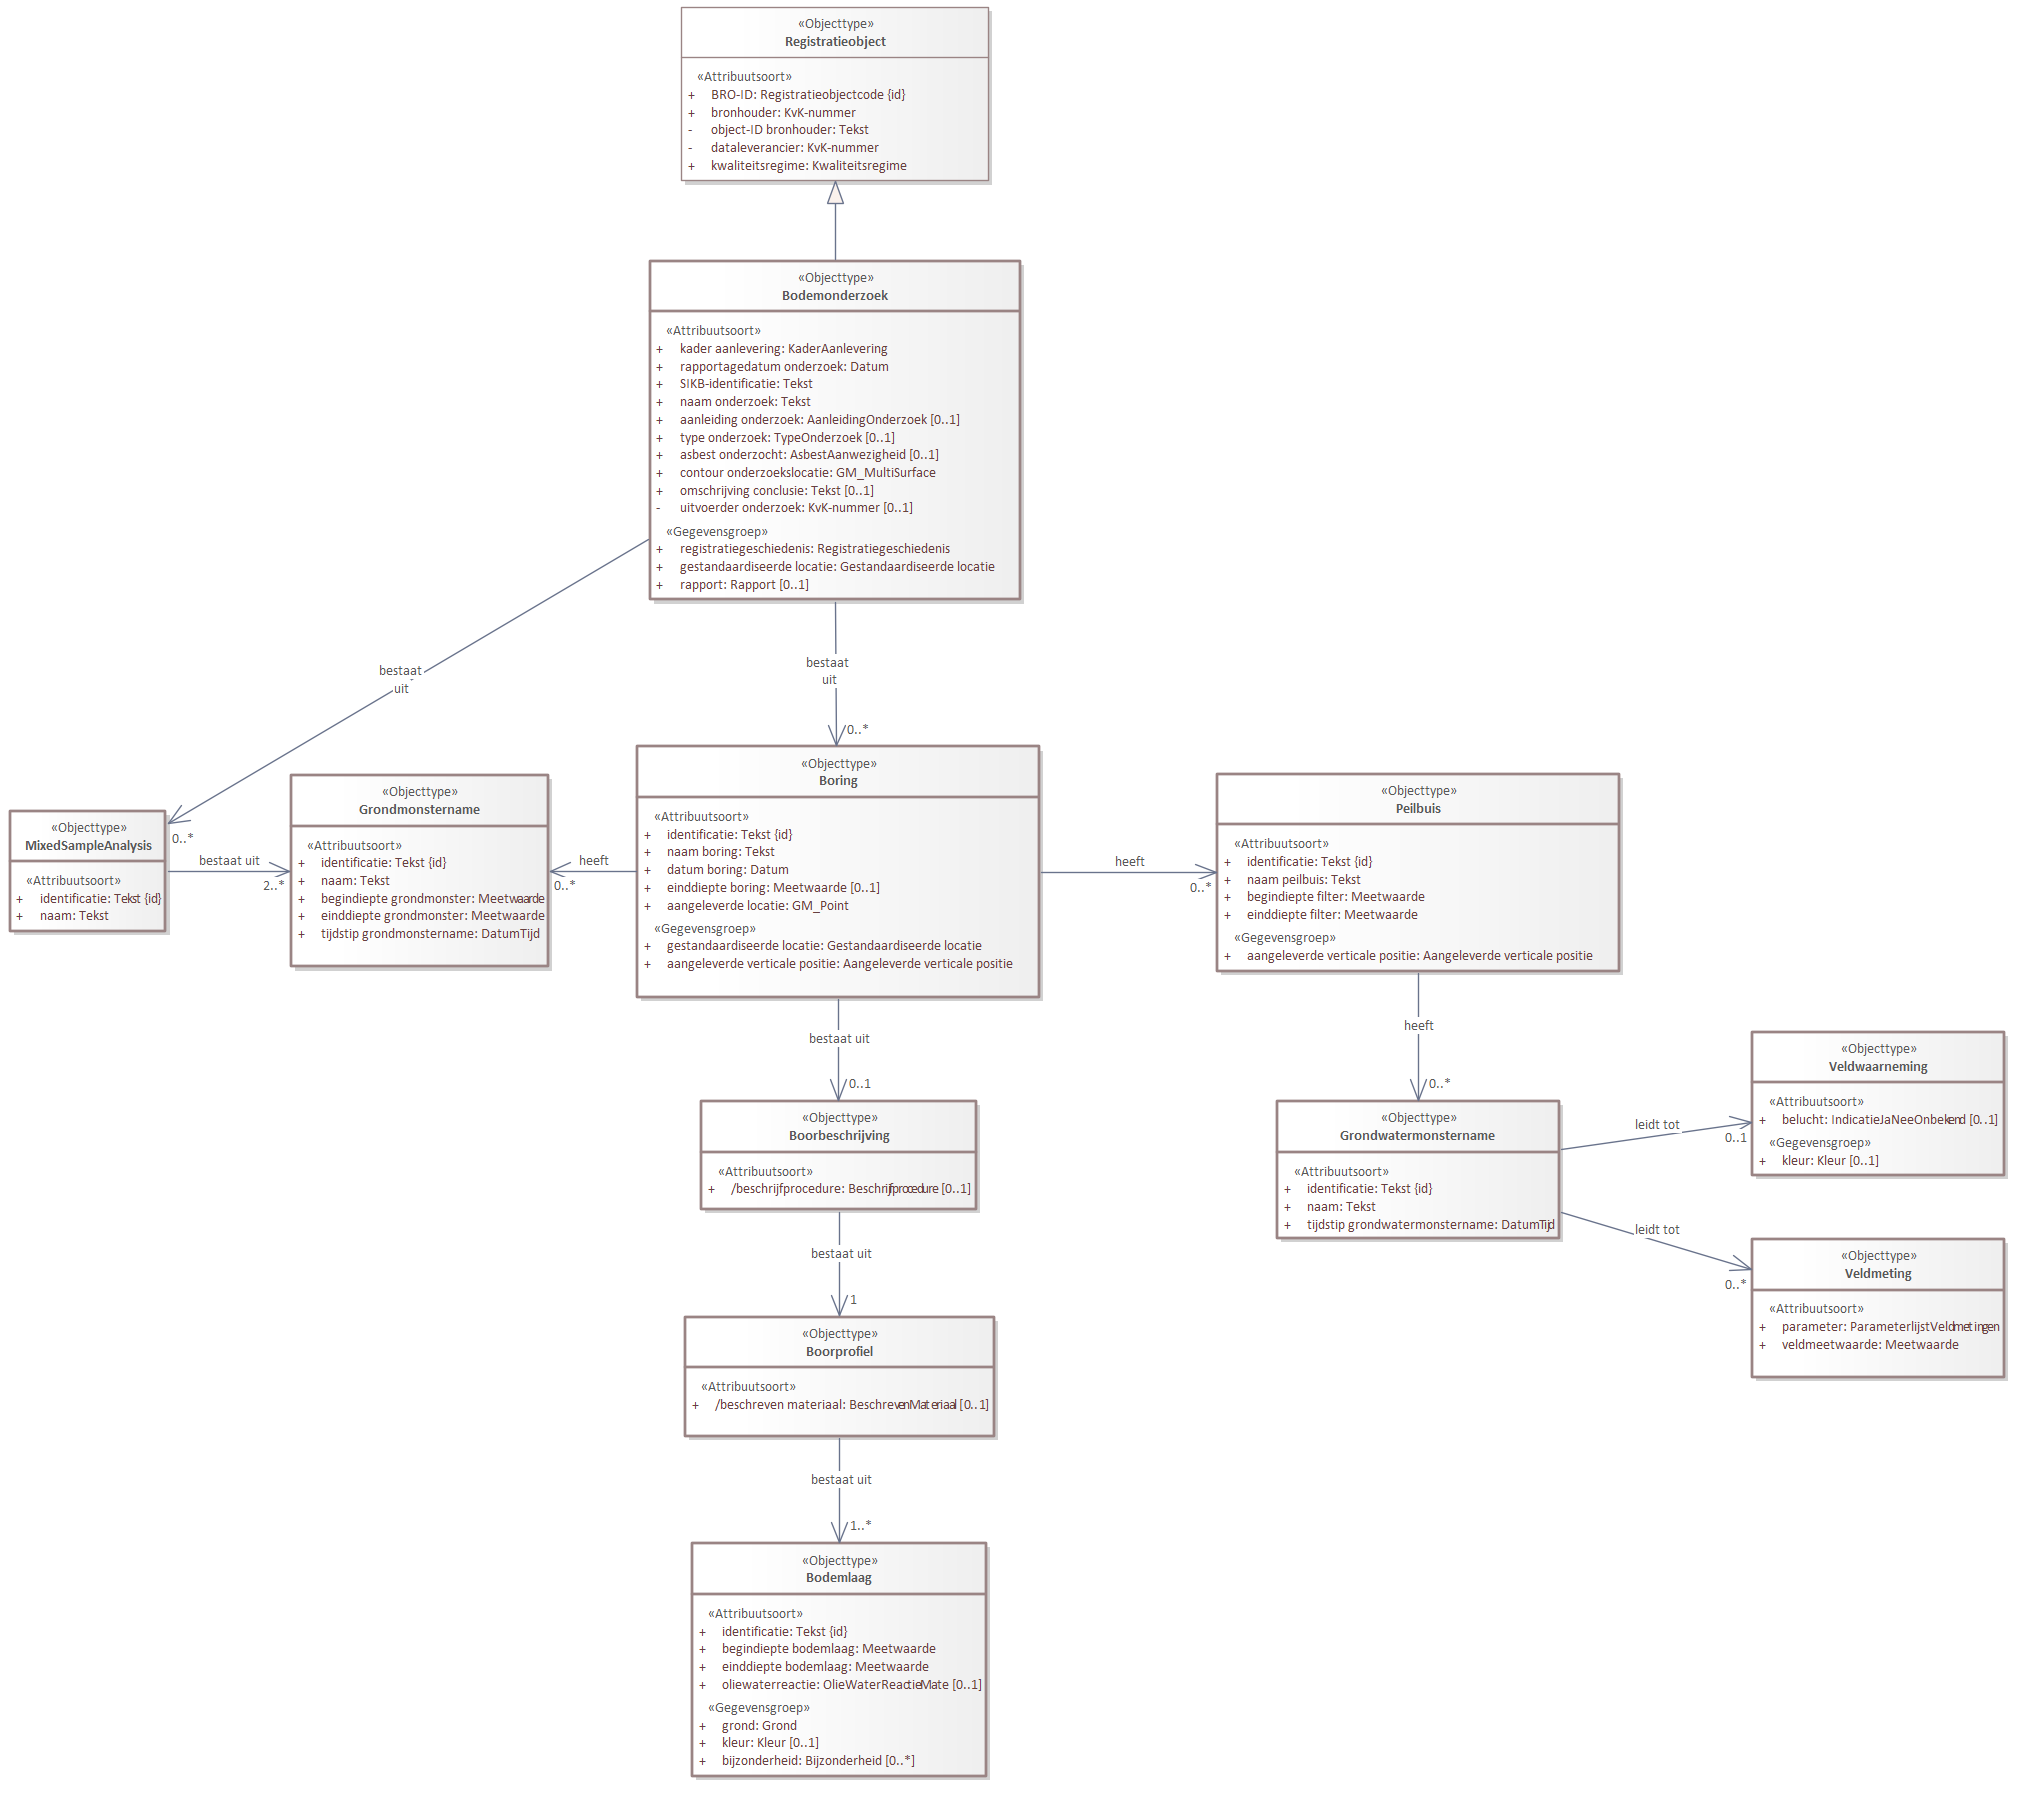 «Objecttype»
Registratieobject
«Attribuutsoort»
+ BRO-ID: Registratieobjectcode {id}
+ bronhouder: KvK-nummer
- object-ID bronhouder: Tekst
- dataleverancier: KvK-nummer
+ kwaliteitsregime: Kwaliteitsregime
«Objecttype»
Bodemonderzoek
«Attribuutsoort»
+ kader aanlevering: KaderAanlevering
+ rapportagedatum onderzoek: Datum
+ SIKB-identificatie: Tekst
+ naam onderzoek: Tekst
+ aanleiding onderzoek: AanleidingOnderzoek [0..1]
+ type onderzoek: TypeOnderzoek [0..1]
+ asbest onderzocht: AsbestAanwezigheid [0..1]
+ contour onderzoekslocatie: GM_MultiSurface
+ omschrijving conclusie: Tekst [0..1]
- uitvoerder onderzoek: KvK-nummer [0..1]
«Gegevensgroep»
+ registratiegeschiedenis: Registratiegeschiedenis
+ gestandaardiseerde locatie: Gestandaardiseerde locatie
+ rapport: Rapport [0..1]
bestaat
uit
0..*
bestaat
uit
0..*
«Objecttype»
MixedSampleAnalysis
«Attribuutsoort»
+ identificatie: Tekst {id}
+ naam: Tekst
bestaat uit
2..*
«Objecttype»
Grondmonstername
«Attribuutsoort»
+ identificatie: Tekst {id}
+ naam: Tekst
+ begindiepte grondmonster: Meetwaarde
+ einddiepte grondmonster: Meetwaarde
+ tijdstip grondmonstername: DatumTijd
heeft
0..*
«Objecttype»
Boring
«Attribuutsoort»
+ identificatie: Tekst {id}
+ naam boring: Tekst
+ datum boring: Datum
+ einddiepte boring: Meetwaarde [0..1]
+ aangeleverde locatie: GM_Point
«Gegevensgroep»
+ gestandaardiseerde locatie: Gestandaardiseerde locatie
+ aangeleverde verticale positie: Aangeleverde verticale positie
heeft
0..*
«Objecttype»
Peilbuis
«Attribuutsoort»
+ identificatie: Tekst {id}
+ naam peilbuis: Tekst
+ begindiepte filter: Meetwaarde
+ einddiepte filter: Meetwaarde
«Gegevensgroep»
+ aangeleverde verticale positie: Aangeleverde verticale positie
bestaat uit
0..1
heeft
0..*
«Objecttype»
Boorbeschrijving
«Attribuutsoort»
+ /beschrijfprocedure: Beschrijfprocedure [0..1]
«Objecttype»
Grondwatermonstername
«Attribuutsoort»
+ identificatie: Tekst {id}
+ naam: Tekst
+ tijdstip grondwatermonstername: DatumTijd
leidt tot
0..1
«Objecttype»
Veldwaarneming
«Attribuutsoort»
+ belucht: IndicatieJaNeeOnbekend [0..1]
«Gegevensgroep»
+ kleur: Kleur [0..1]
leidt tot
0..*
«Objecttype»
Veldmeting
«Attribuutsoort»
+ parameter: ParameterlijstVeldmetingen
+ veldmeetwaarde: Meetwaarde
bestaat uit
1
«Objecttype»
Boorprofiel
«Attribuutsoort»
+ /beschreven materiaal: BeschrevenMateriaal [0..1]
bestaat uit
1..*
«Objecttype»
Bodemlaag
«Attribuutsoort»
+ identificatie: Tekst {id}
+ begindiepte bodemlaag: Meetwaarde
+ einddiepte bodemlaag: Meetwaarde
+ oliewaterreactie: OlieWaterReactieMate [0..1]
«Gegevensgroep»
+ grond: Grond
+ kleur: Kleur [0..1]
+ bijzonderheid: Bijzonderheid [0..*]